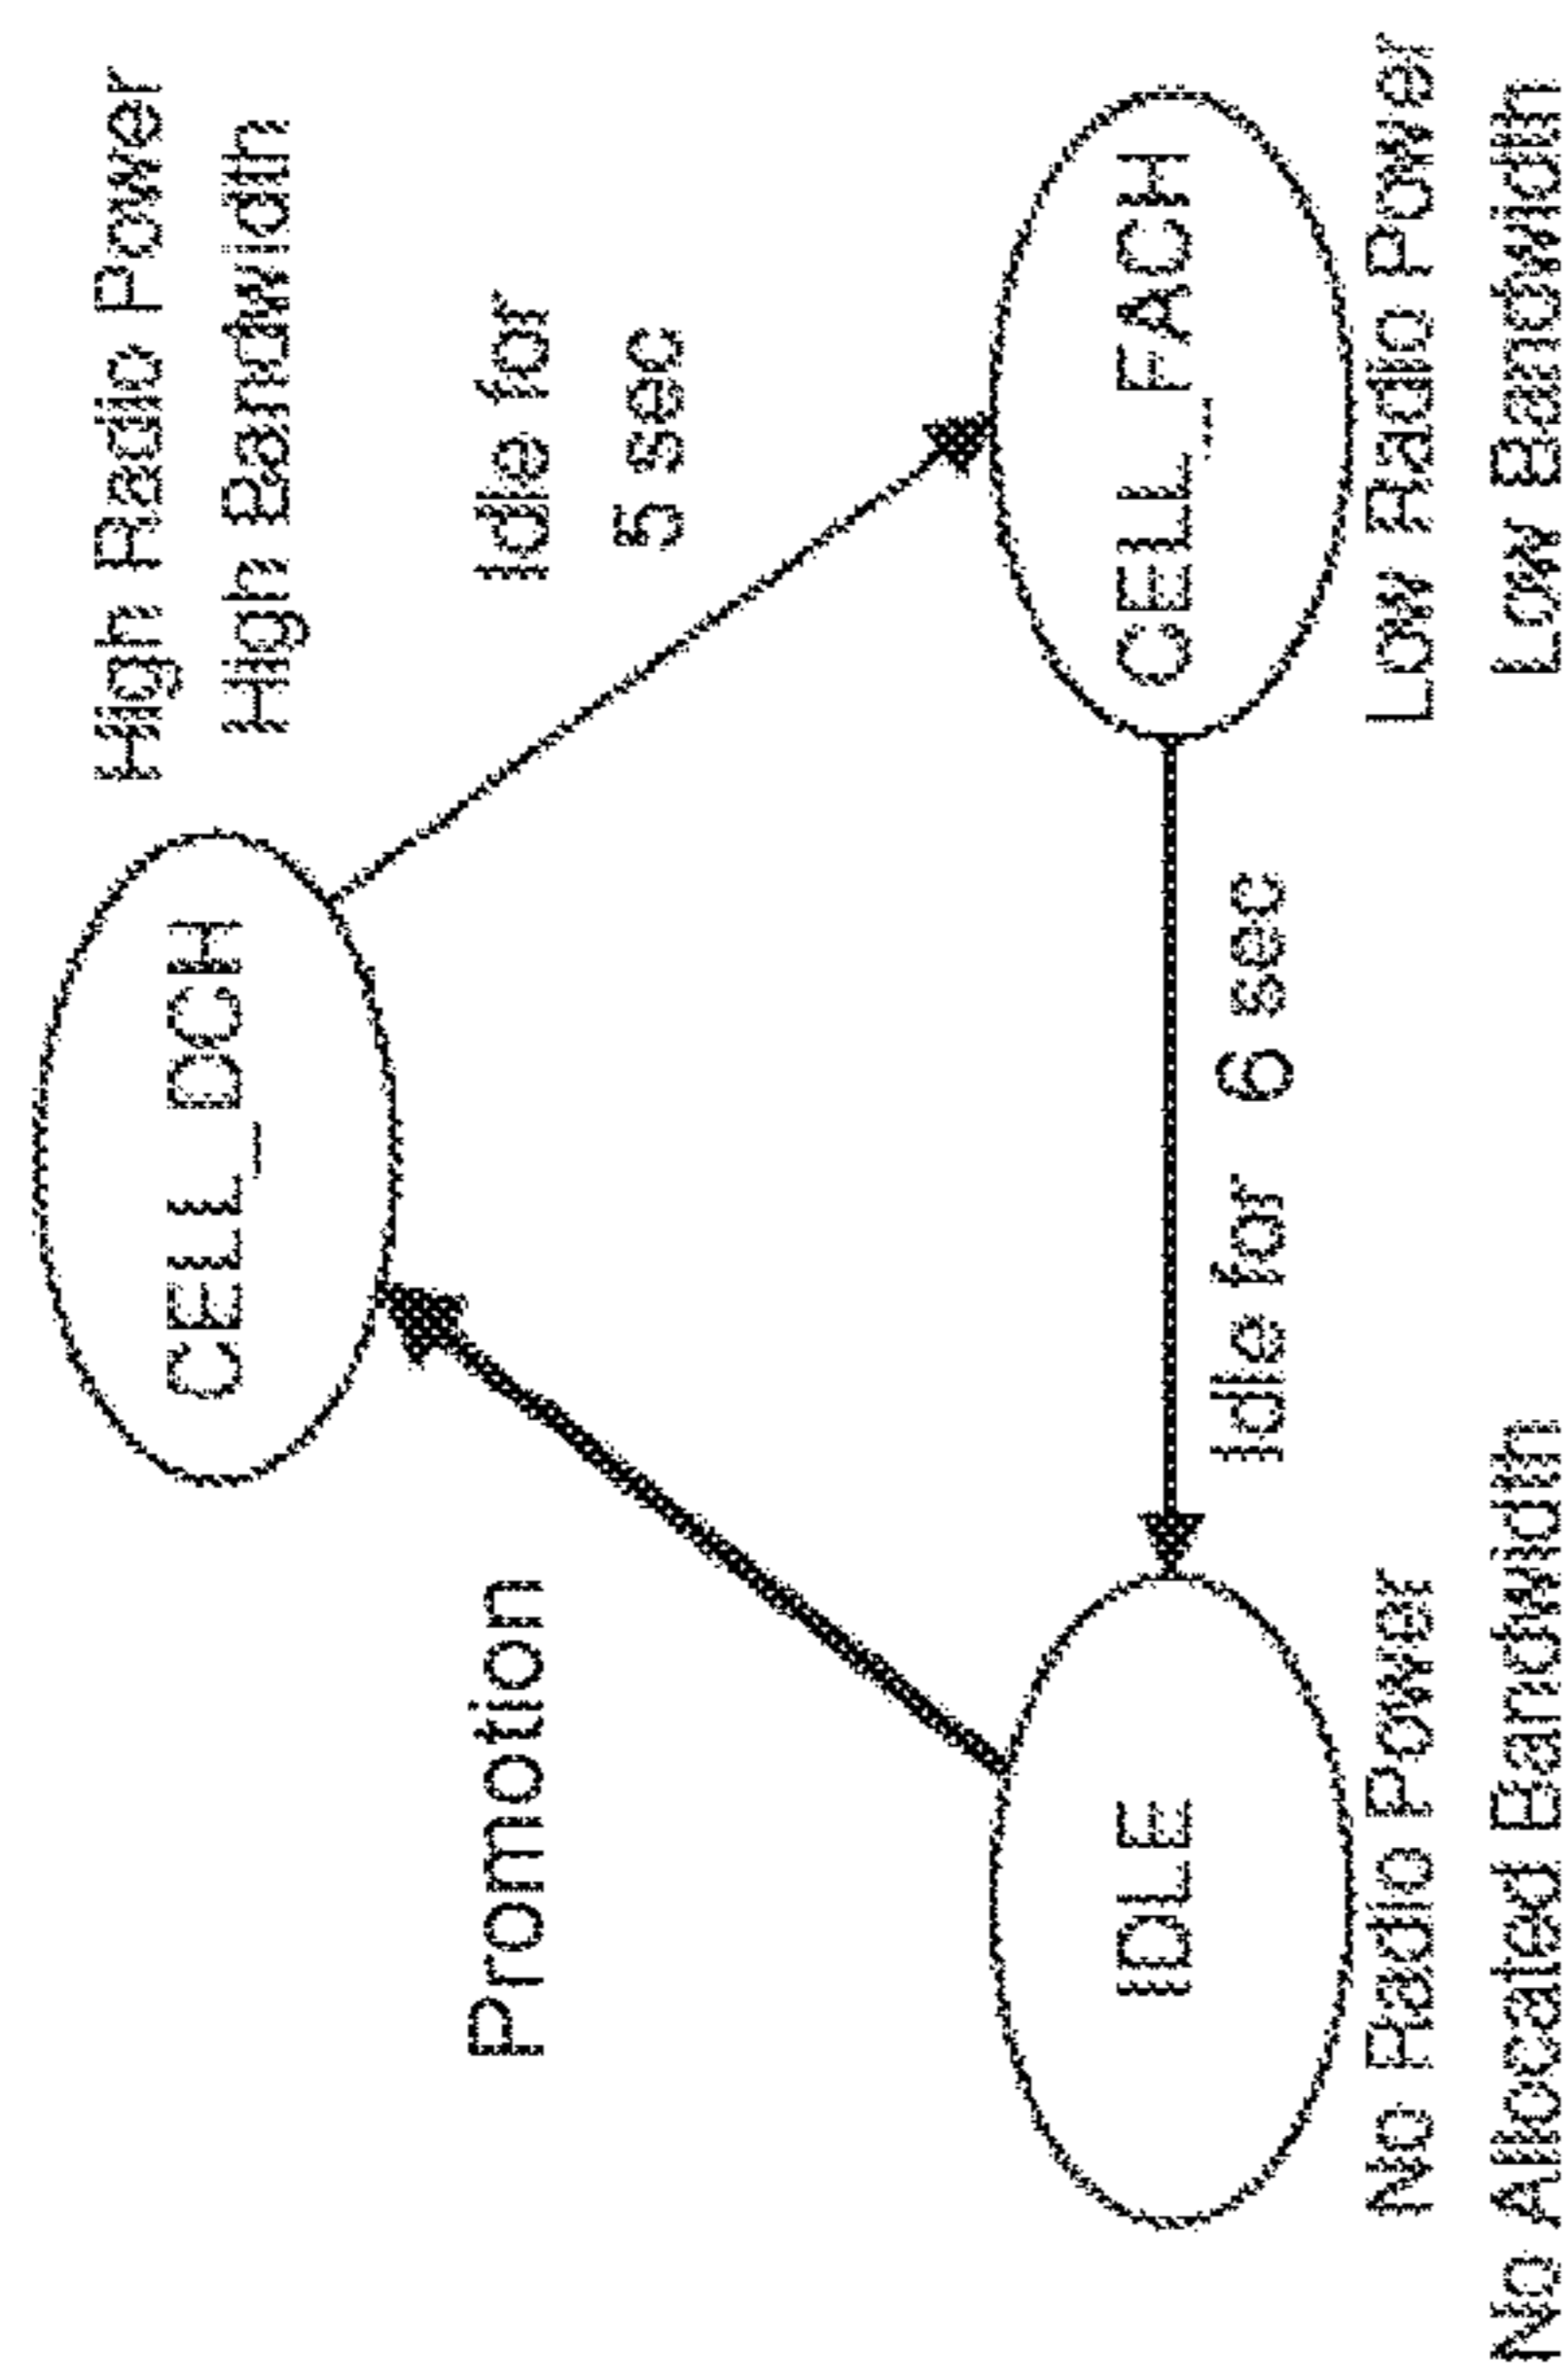 CELL_DCH
High Radio Power
High Bandwidth
Promotion
Idle for
5 sec
IDLE
Idle for 6 sec
CELL_FACH
No Radio Power
No Allocated Bandwidth
Low Radio Power
Low Bandwidth